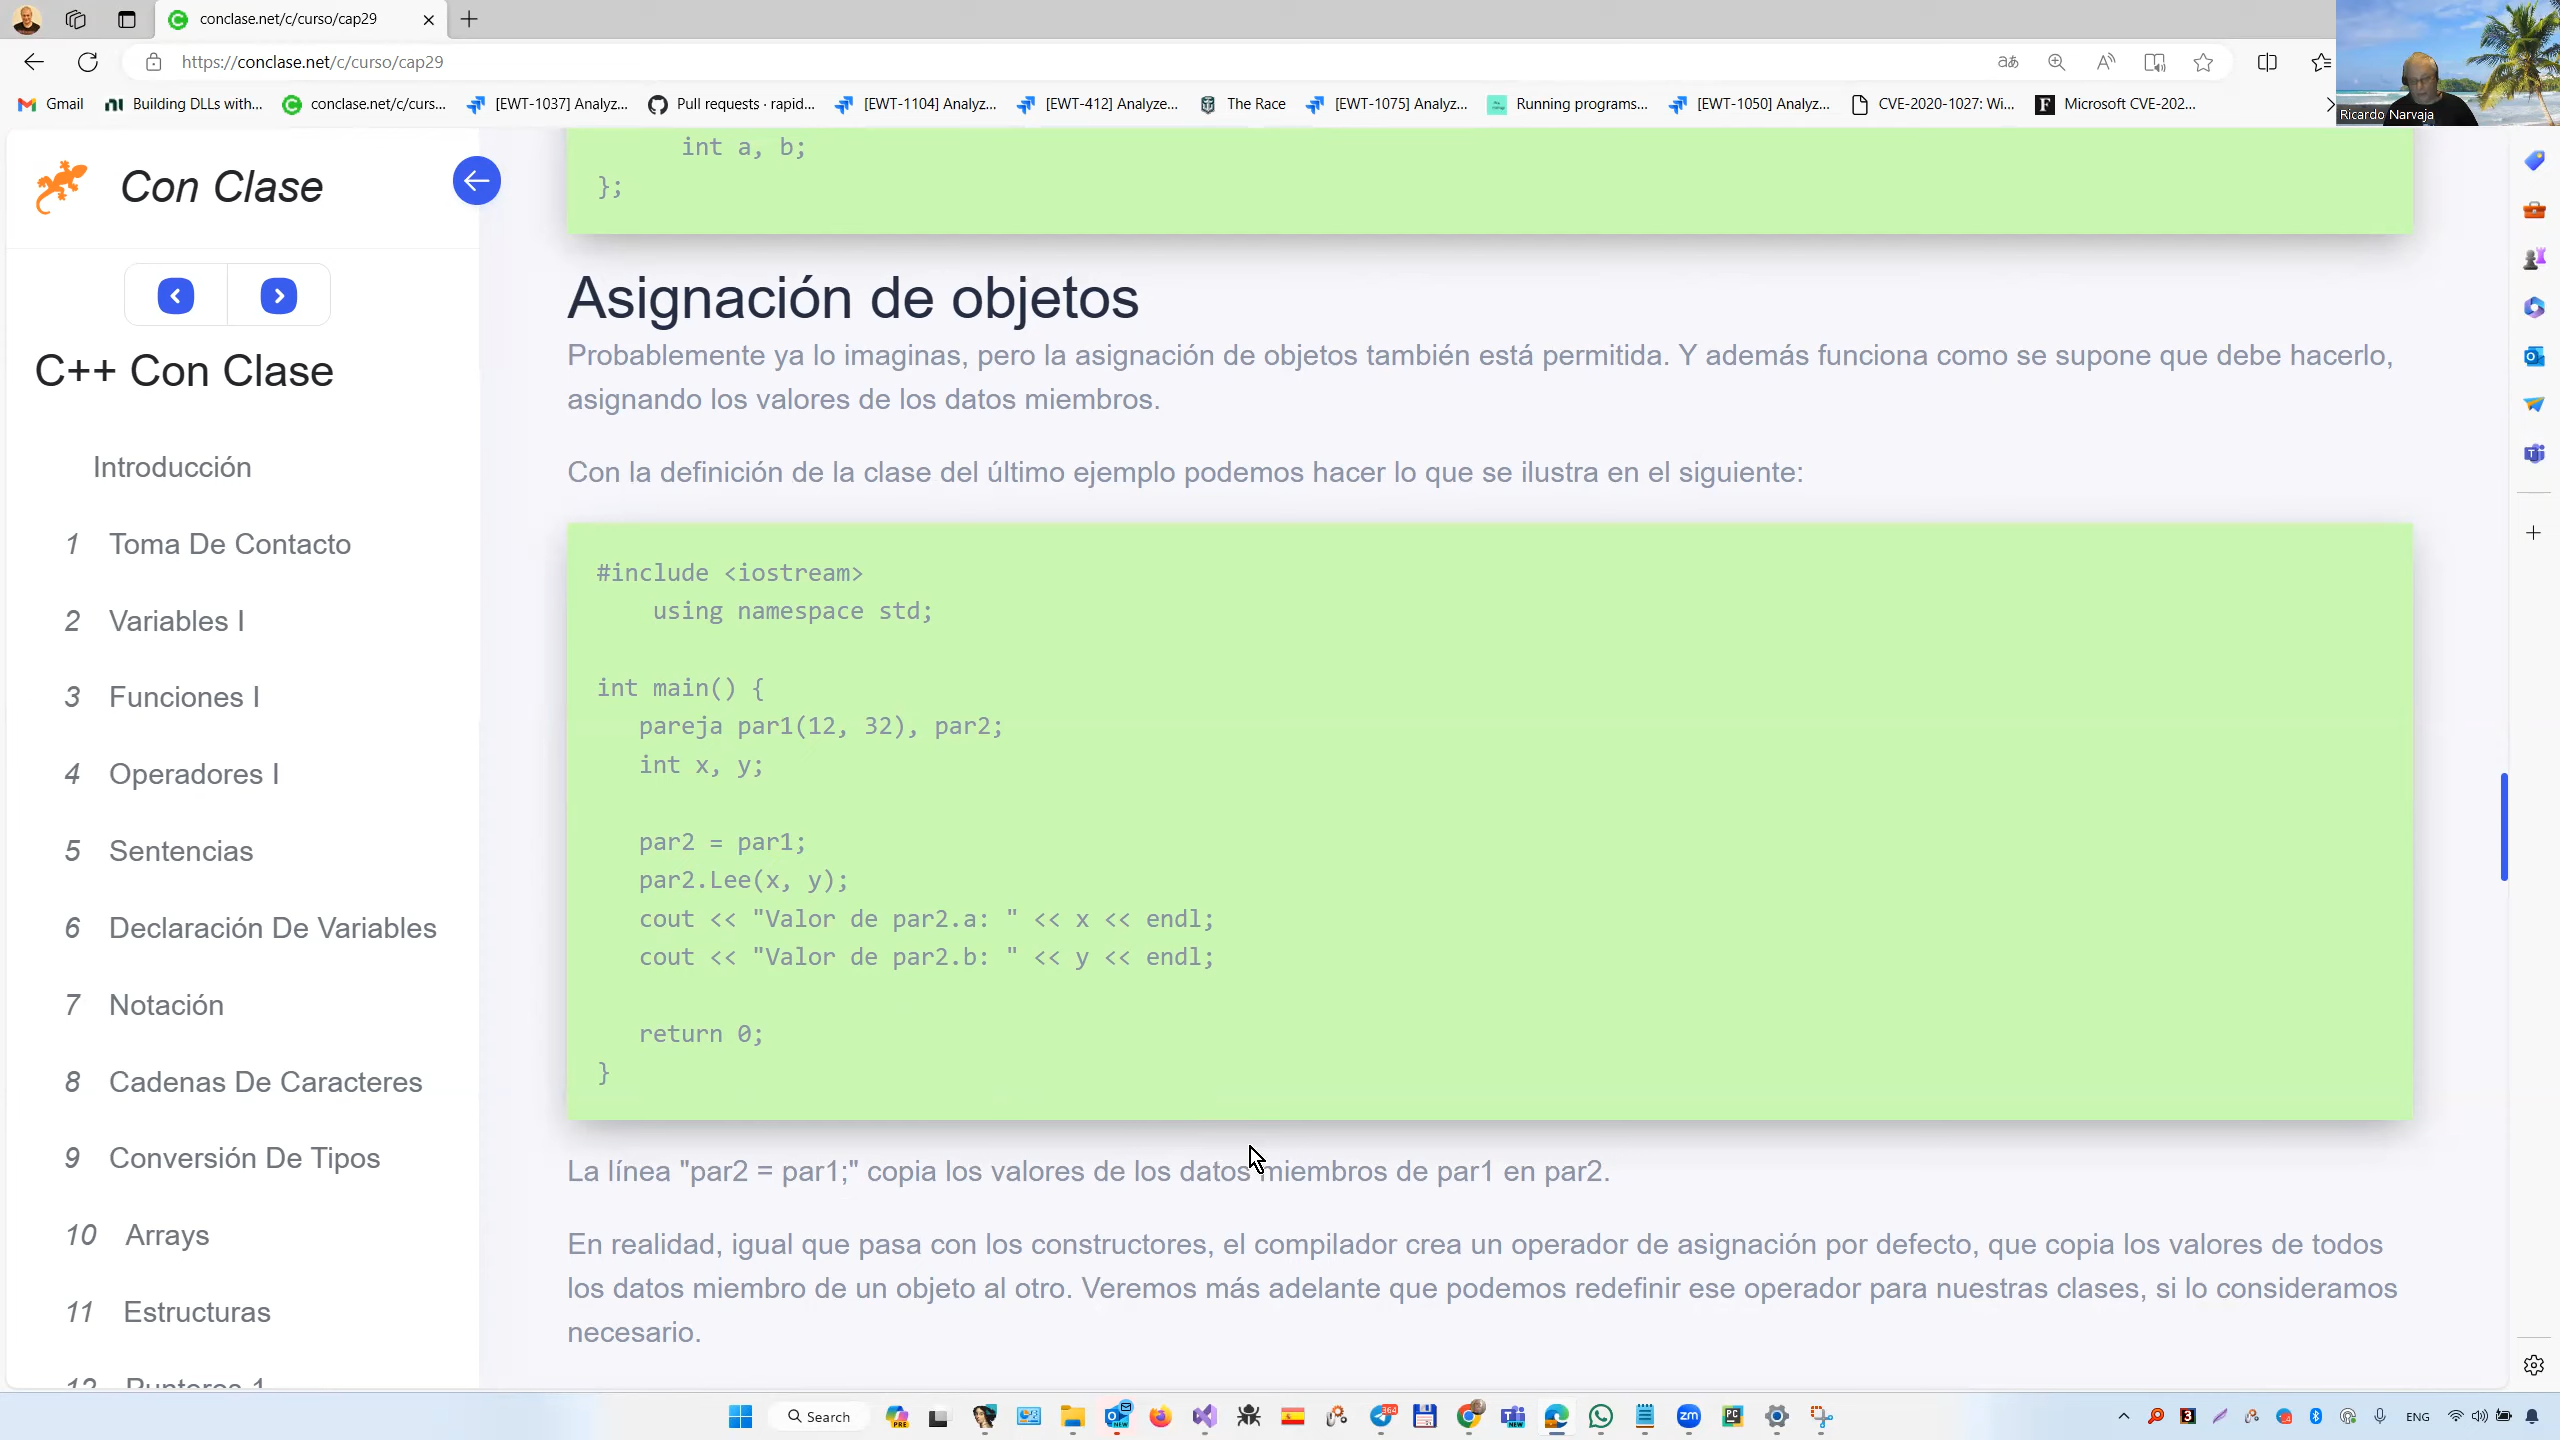 conclase.net/c/curso/cap29
https://conclase.net/c/curso/cap29
Gmail
Building DLLs with...
conclase.net/c/curs...
[EWT-1037] Analyz...
Pull requests · rapid...
[EWT-1104] Analyz...
[EWT-412] Analyze...
The Race
[EWT-1075] Analyz...
Running programs...
[EWT-1050] Analyz...
CVE-2020-1027: Wi...
Microsoft CVE-202...
Ricardo Narvaja
Con Clase
C++ Con Clase
Introducción
1 Toma De Contacto
2 Variables I
3 Funciones I
4 Operadores I
5 Sentencias
6 Declaración De Variables
7 Notación
8 Cadenas De Caracteres
9 Conversión De Tipos
10 Arrays
11 Estructuras
12 Punteros 1
int a, b;
};
Asignación de objetos
Probablemente ya lo imaginas, pero la asignación de objetos también está permitida. Y además funciona como se supone que debe hacerlo,
asignando los valores de los datos miembros.
Con la definición de la clase del último ejemplo podemos hacer lo que se ilustra en el siguiente:
#include <iostream>
using namespace std;
int main() {
pareja par1(12, 32), par2;
int x, y;
par2 = par1;
par2.Lee(x, y);
cout << "Valor de par2.a: " << x << endl;
cout << "Valor de par2.b: " << y << endl;
return 0;
}
La línea "par2 = par1;" copia los valores de los datos miembros de par1 en par2.
En realidad, igual que pasa con los constructores, el compilador crea un operador de asignación por defecto, que copia los valores de todos
los datos miembro de un objeto al otro. Veremos más adelante que podemos redefinir ese operador para nuestras clases, si lo consideramos
necesario.
Search
ENG